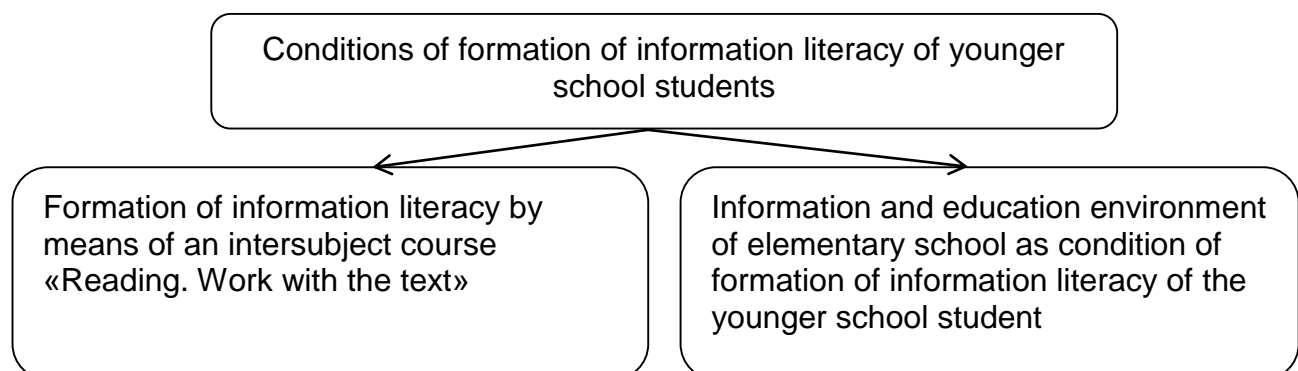 Conditions of formation of information literacy of younger
school students
Formation of information literacy by
means of an intersubject course
«Reading. Work with the text»
Information and education environment
of elementary school as condition of
formation of information literacy of the
younger school student